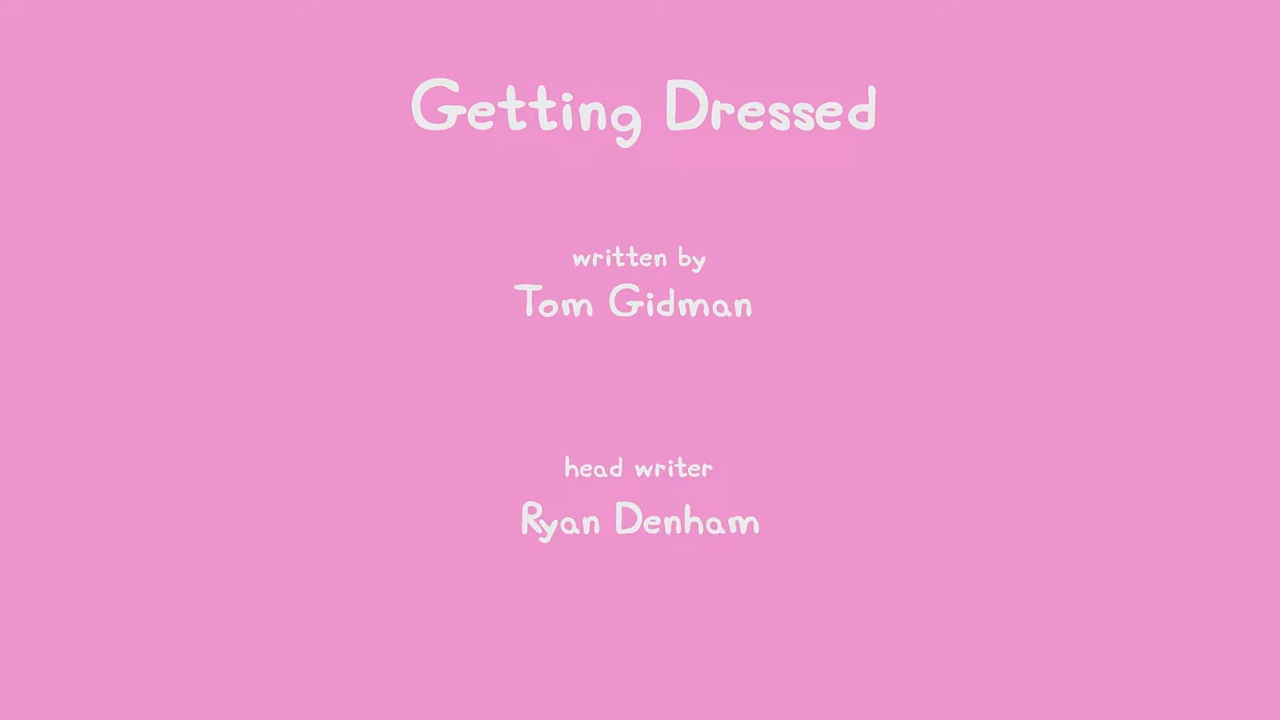 Getting Dressed
written by
Tom Gidman
head writer
Ryan Denham